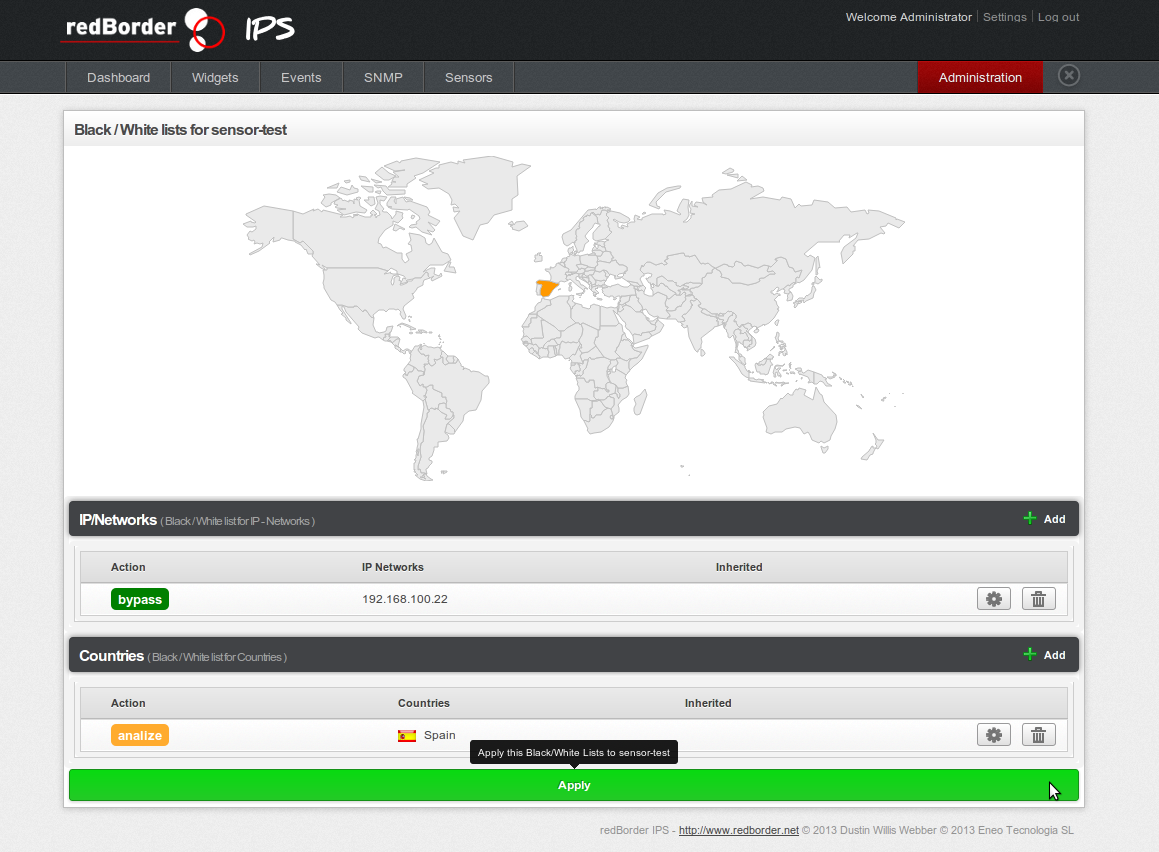 redBorder IPS
Welcome Administrator Settings Log out
Dashboard Widgets Events SNMP Sensors Administration
Black / White lists for sensor-test
IP/Networks ( Black / White list for IP - Networks ) Add
Action IP Networks Inherited
bypass 192.168.100.22
Countries ( Black / White list for Countries ) Add
Action Countries Inherited
analize Spain
Apply this Black/White Lists to sensor-test
Apply
redBorder IPS - http://www.redborder.net © 2013 Dustin Willis Webber © 2013 Eneo Tecnologia SL